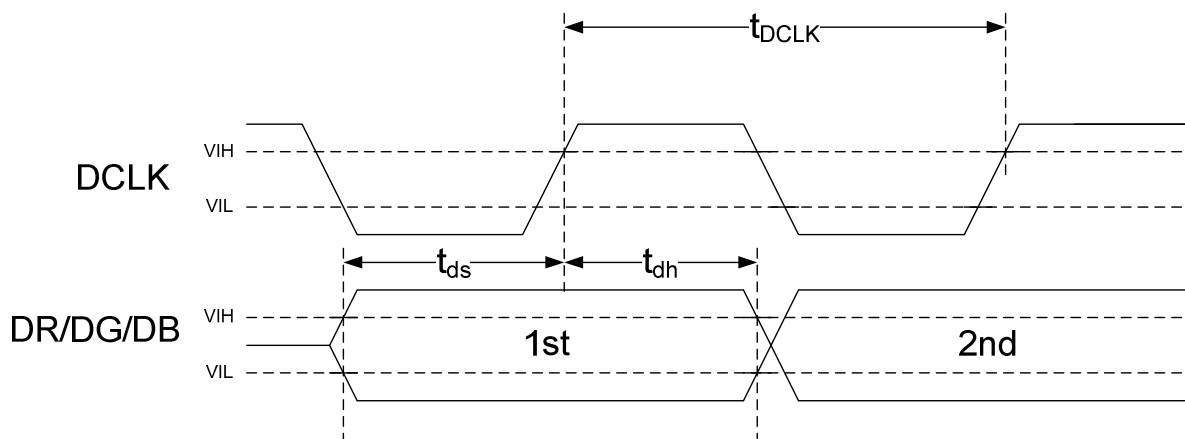 tDCLK
VIH
DCLK
VIL
tds
tdh
VIH
DR/DG/DB
1st
2nd
VIL